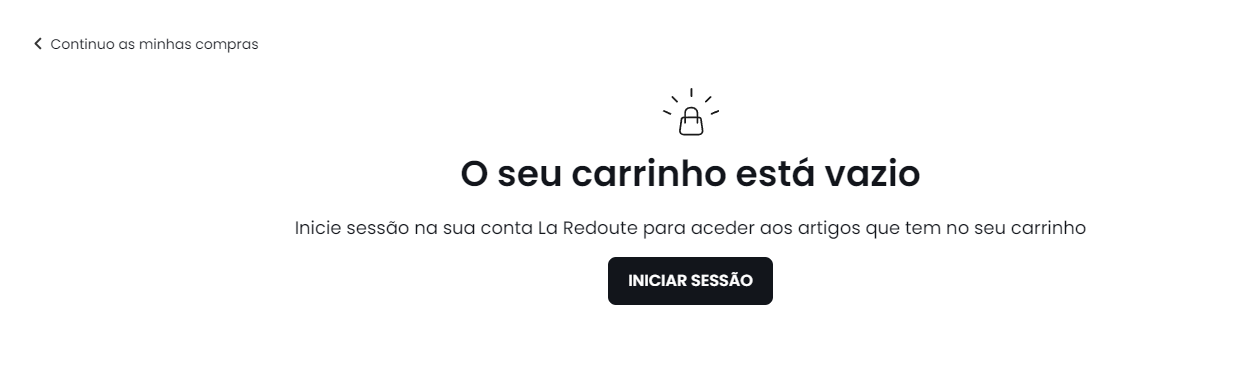 Continuo as minhas compras
O seu carrinho está vazio
Inicie sessão na sua conta La Redoute para aceder aos artigos que tem no seu carrinho
INICIAR SESSÃO